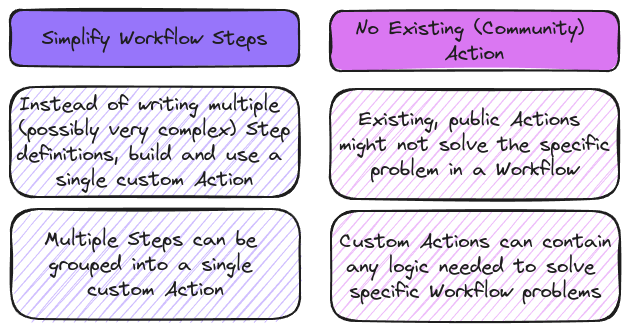 Simplify Workflow Steps
Instead of writing multiple
(possibly very complex) Step
definitions, build and use a
single custom Action
Multiple Steps can be
grouped into a single
custom Action
No Existing (Community)
Action
Existing, public Actions
might not solve the specific
problem in a Workflow
Custom Actions can contain
any logic needed to solve
specific Workflow problems